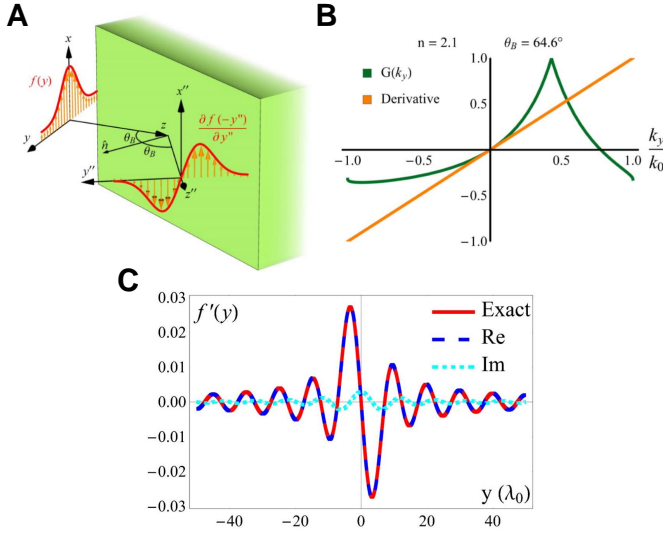 A
x
f(y)
y
z
n̂
θB
θB
x''
∂f(−y'')
∂y''
y''
z''
B
n = 2.1
θB = 64.6°
G(ky)
Derivative
1.0
0.5
−0.5
−1.0
−1.0
−0.5
0.5
1.0
ky
k0
C
f'(y)
Exact
Re
Im
0.03
0.02
0.01
0.00
−0.01
−0.02
−0.03
−40
−20
0
20
40
y (λ0)